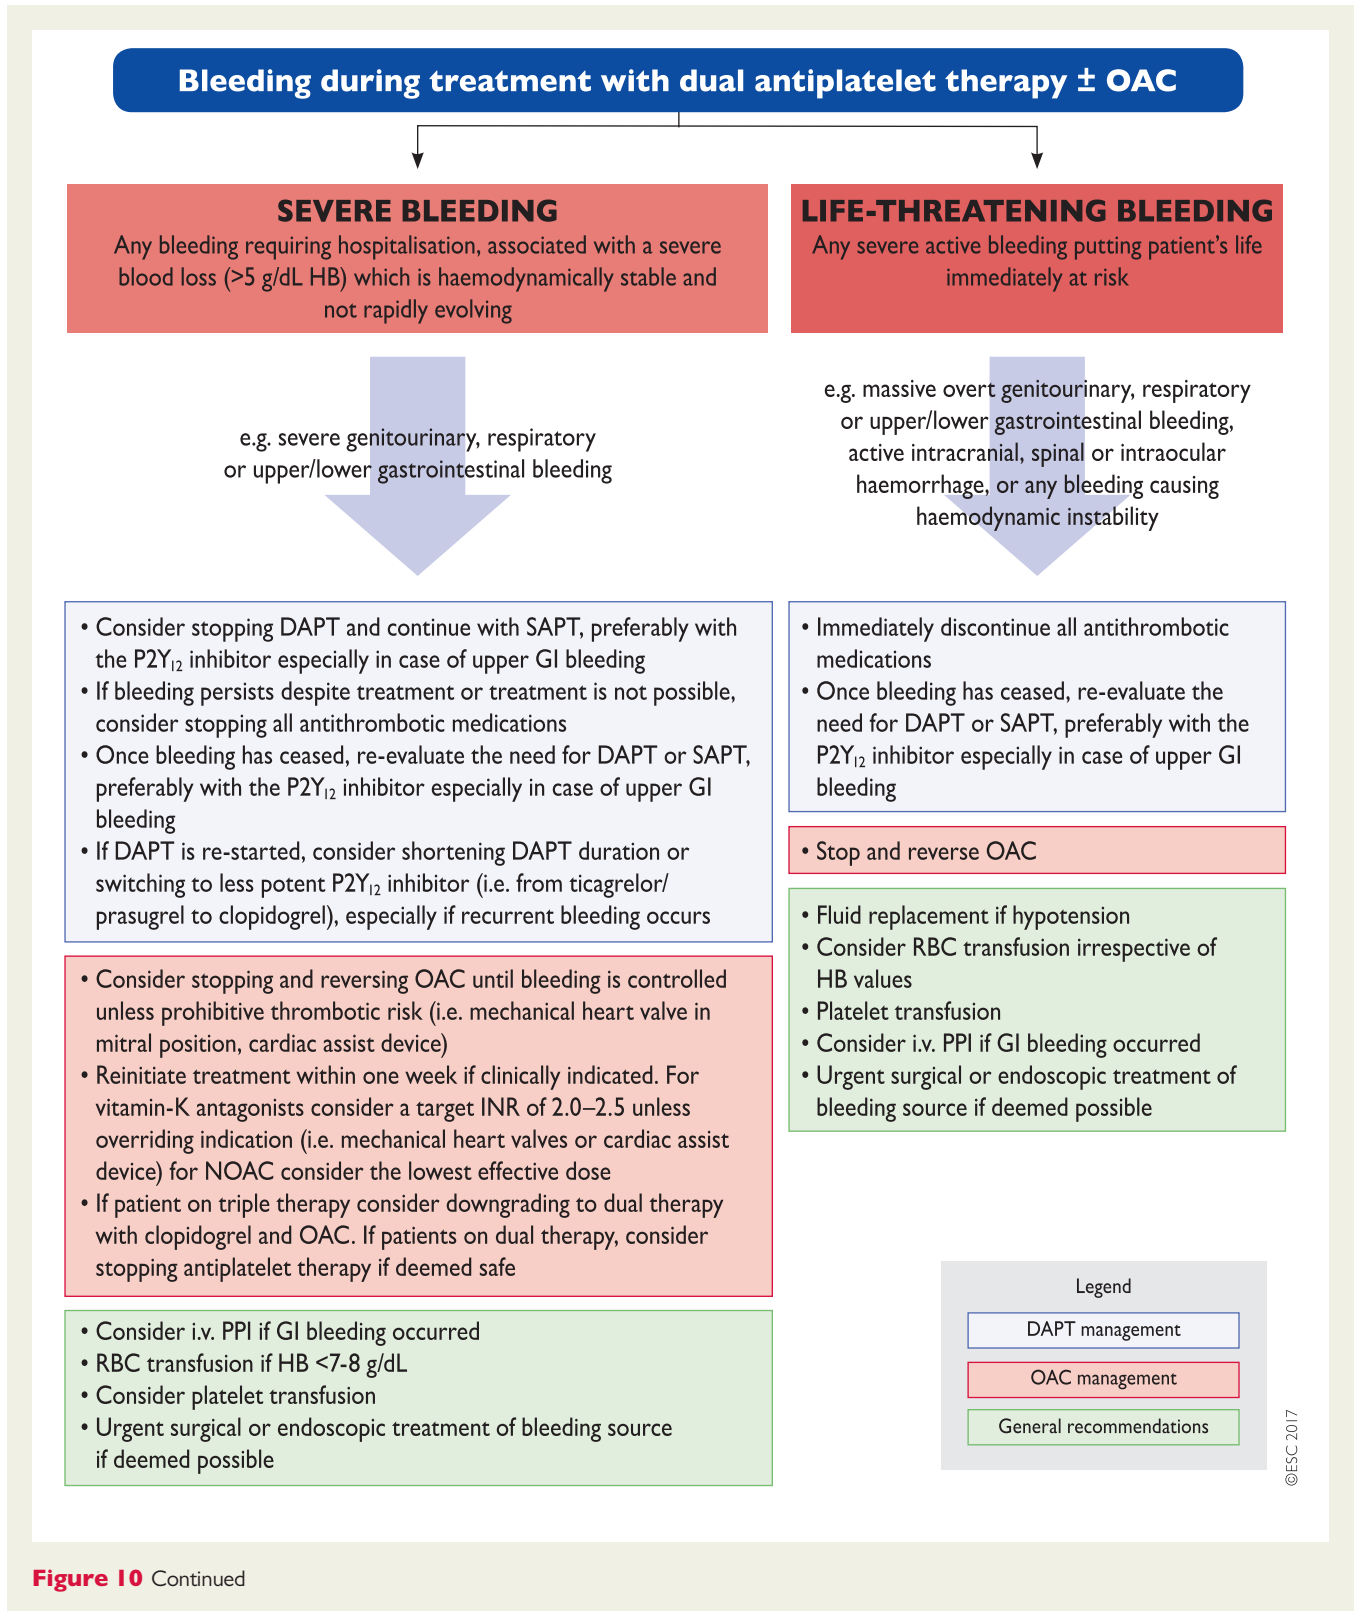 Bleeding during treatment with dual antiplatelet therapy ± OAC
SEVERE BLEEDING
Any bleeding requiring hospitalisation, associated with a severe
blood loss (>5 g/dL HB) which is haemodynamically stable and
not rapidly evolving
e.g. severe genitourinary, respiratory
or upper/lower gastrointestinal bleeding
• Consider stopping DAPT and continue with SAPT, preferably with
the P2Y₁₂ inhibitor especially in case of upper GI bleeding
• If bleeding persists despite treatment or treatment is not possible,
consider stopping all antithrombotic medications
• Once bleeding has ceased, re-evaluate the need for DAPT or SAPT,
preferably with the P2Y₁₂ inhibitor especially in case of upper GI
bleeding
• If DAPT is re-started, consider shortening DAPT duration or
switching to less potent P2Y₁₂ inhibitor (i.e. from ticagrelor/
prasugrel to clopidogrel), especially if recurrent bleeding occurs
• Consider stopping and reversing OAC until bleeding is controlled
unless prohibitive thrombotic risk (i.e. mechanical heart valve in
mitral position, cardiac assist device)
• Reinitiate treatment within one week if clinically indicated. For
vitamin-K antagonists consider a target INR of 2.0–2.5 unless
overriding indication (i.e. mechanical heart valves or cardiac assist
device) for NOAC consider the lowest effective dose
• If patient on triple therapy consider downgrading to dual therapy
with clopidogrel and OAC. If patients on dual therapy, consider
stopping antiplatelet therapy if deemed safe
• Consider i.v. PPI if GI bleeding occurred
• RBC transfusion if HB <7-8 g/dL
• Consider platelet transfusion
• Urgent surgical or endoscopic treatment of bleeding source
if deemed possible
LIFE-THREATENING BLEEDING
Any severe active bleeding putting patient's life
immediately at risk
e.g. massive overt genitourinary, respiratory
or upper/lower gastrointestinal bleeding,
active intracranial, spinal or intraocular
haemorrhage, or any bleeding causing
haemodynamic instability
• Immediately discontinue all antithrombotic
medications
• Once bleeding has ceased, re-evaluate the
need for DAPT or SAPT, preferably with the
P2Y₁₂ inhibitor especially in case of upper GI
bleeding
• Stop and reverse OAC
• Fluid replacement if hypotension
• Consider RBC transfusion irrespective of
HB values
• Platelet transfusion
• Consider i.v. PPI if GI bleeding occurred
• Urgent surgical or endoscopic treatment of
bleeding source if deemed possible
Legend
DAPT management
OAC management
General recommendations
©ESC 2017
Figure 10 Continued